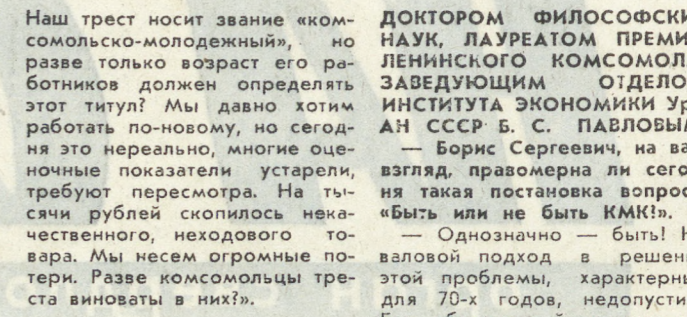 Наш трест носит звание «ком-
сомольско-молодежный», но
разве только возраст его ра-
ботников должен определять
этот титул? Мы давно хотим
работать по-новому, но сегод-
ня это нереально, многие оце-
ночные показатели устарели,
требуют пересмотра. На ты-
сячи рублей скопилось нека-
чественного, неходового то-
вара. Мы несем огромные по-
тери. Разве комсомольцы тре-
ста виноваты в них?».
ДОКТОРОМ ФИЛОСОФСКИ
НАУК, ЛАУРЕАТОМ ПРЕМИ
ЛЕНИНСКОГО КОМСОМОЛ
ЗАВЕДУЮЩИМ ОТДЕЛО
ИНСТИТУТА ЭКОНОМИКИ Ур
АН СССР Б. С. ПАВЛОВЫМ
— Борис Сергеевич, на ва
взгляд, правомерна ли сего
ня такая постановка вопрос
«Быть или не быть КМК!».
— Однозначно — быть! Н
валовой подход в решени
этой проблемы, характерны
для 70-х годов, недопусти